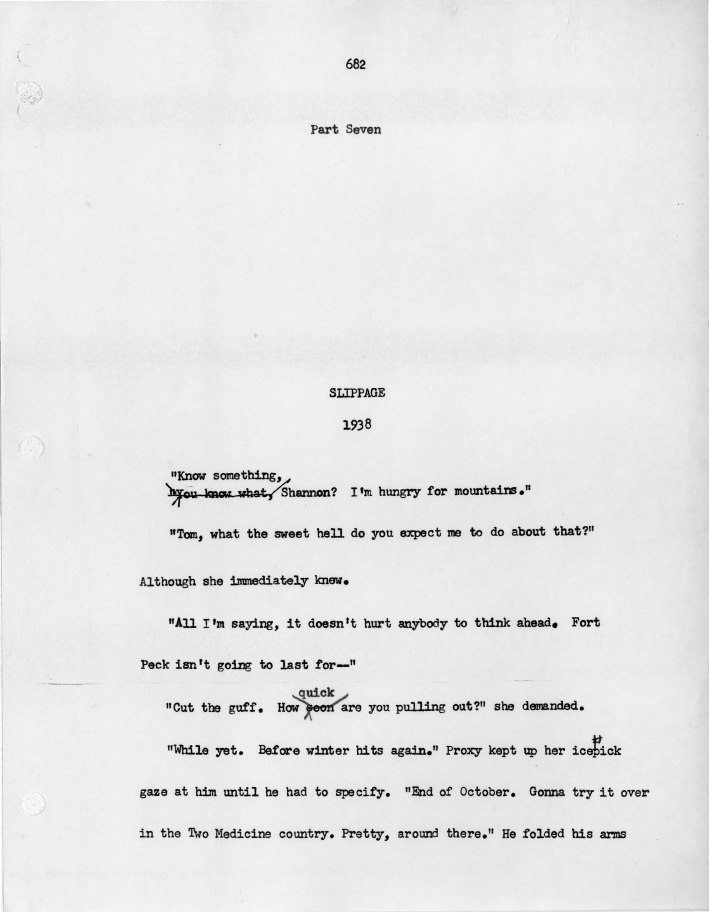 682
Part Seven
SLIPPAGE
1938
"Know something,
"You know what, Shannon? I'm hungry for mountains."
"Tom, what the sweet hell do you expect me to do about that?"
Although she immediately knew.
"All I'm saying, it doesn't hurt anybody to think ahead. Fort
Peck isn't going to last for--"
quick
"Cut the guff. How soon are you pulling out?" she demanded.
"While yet. Before winter hits again." Proxy kept up her icepick
#
gaze at him until he had to specify. "End of October. Gonna try it over
in the Two Medicine country. Pretty, around there." He folded his arms